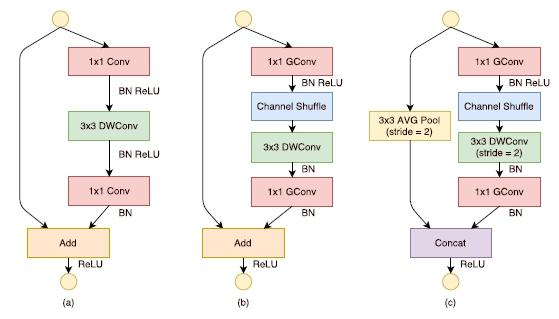 1x1 Conv
BN ReLU
3x3 DWConv
BN ReLU
1x1 Conv
BN
Add
ReLU
(a)
1x1 GConv
BN ReLU
Channel Shuffle
3x3 DWConv
BN
1x1 GConv
BN
Add
ReLU
(b)
1x1 GConv
BN ReLU
Channel Shuffle
3x3 AVG Pool
(stride = 2)
3x3 DWConv
(stride = 2)
BN
1x1 GConv
BN
Concat
ReLU
(c)